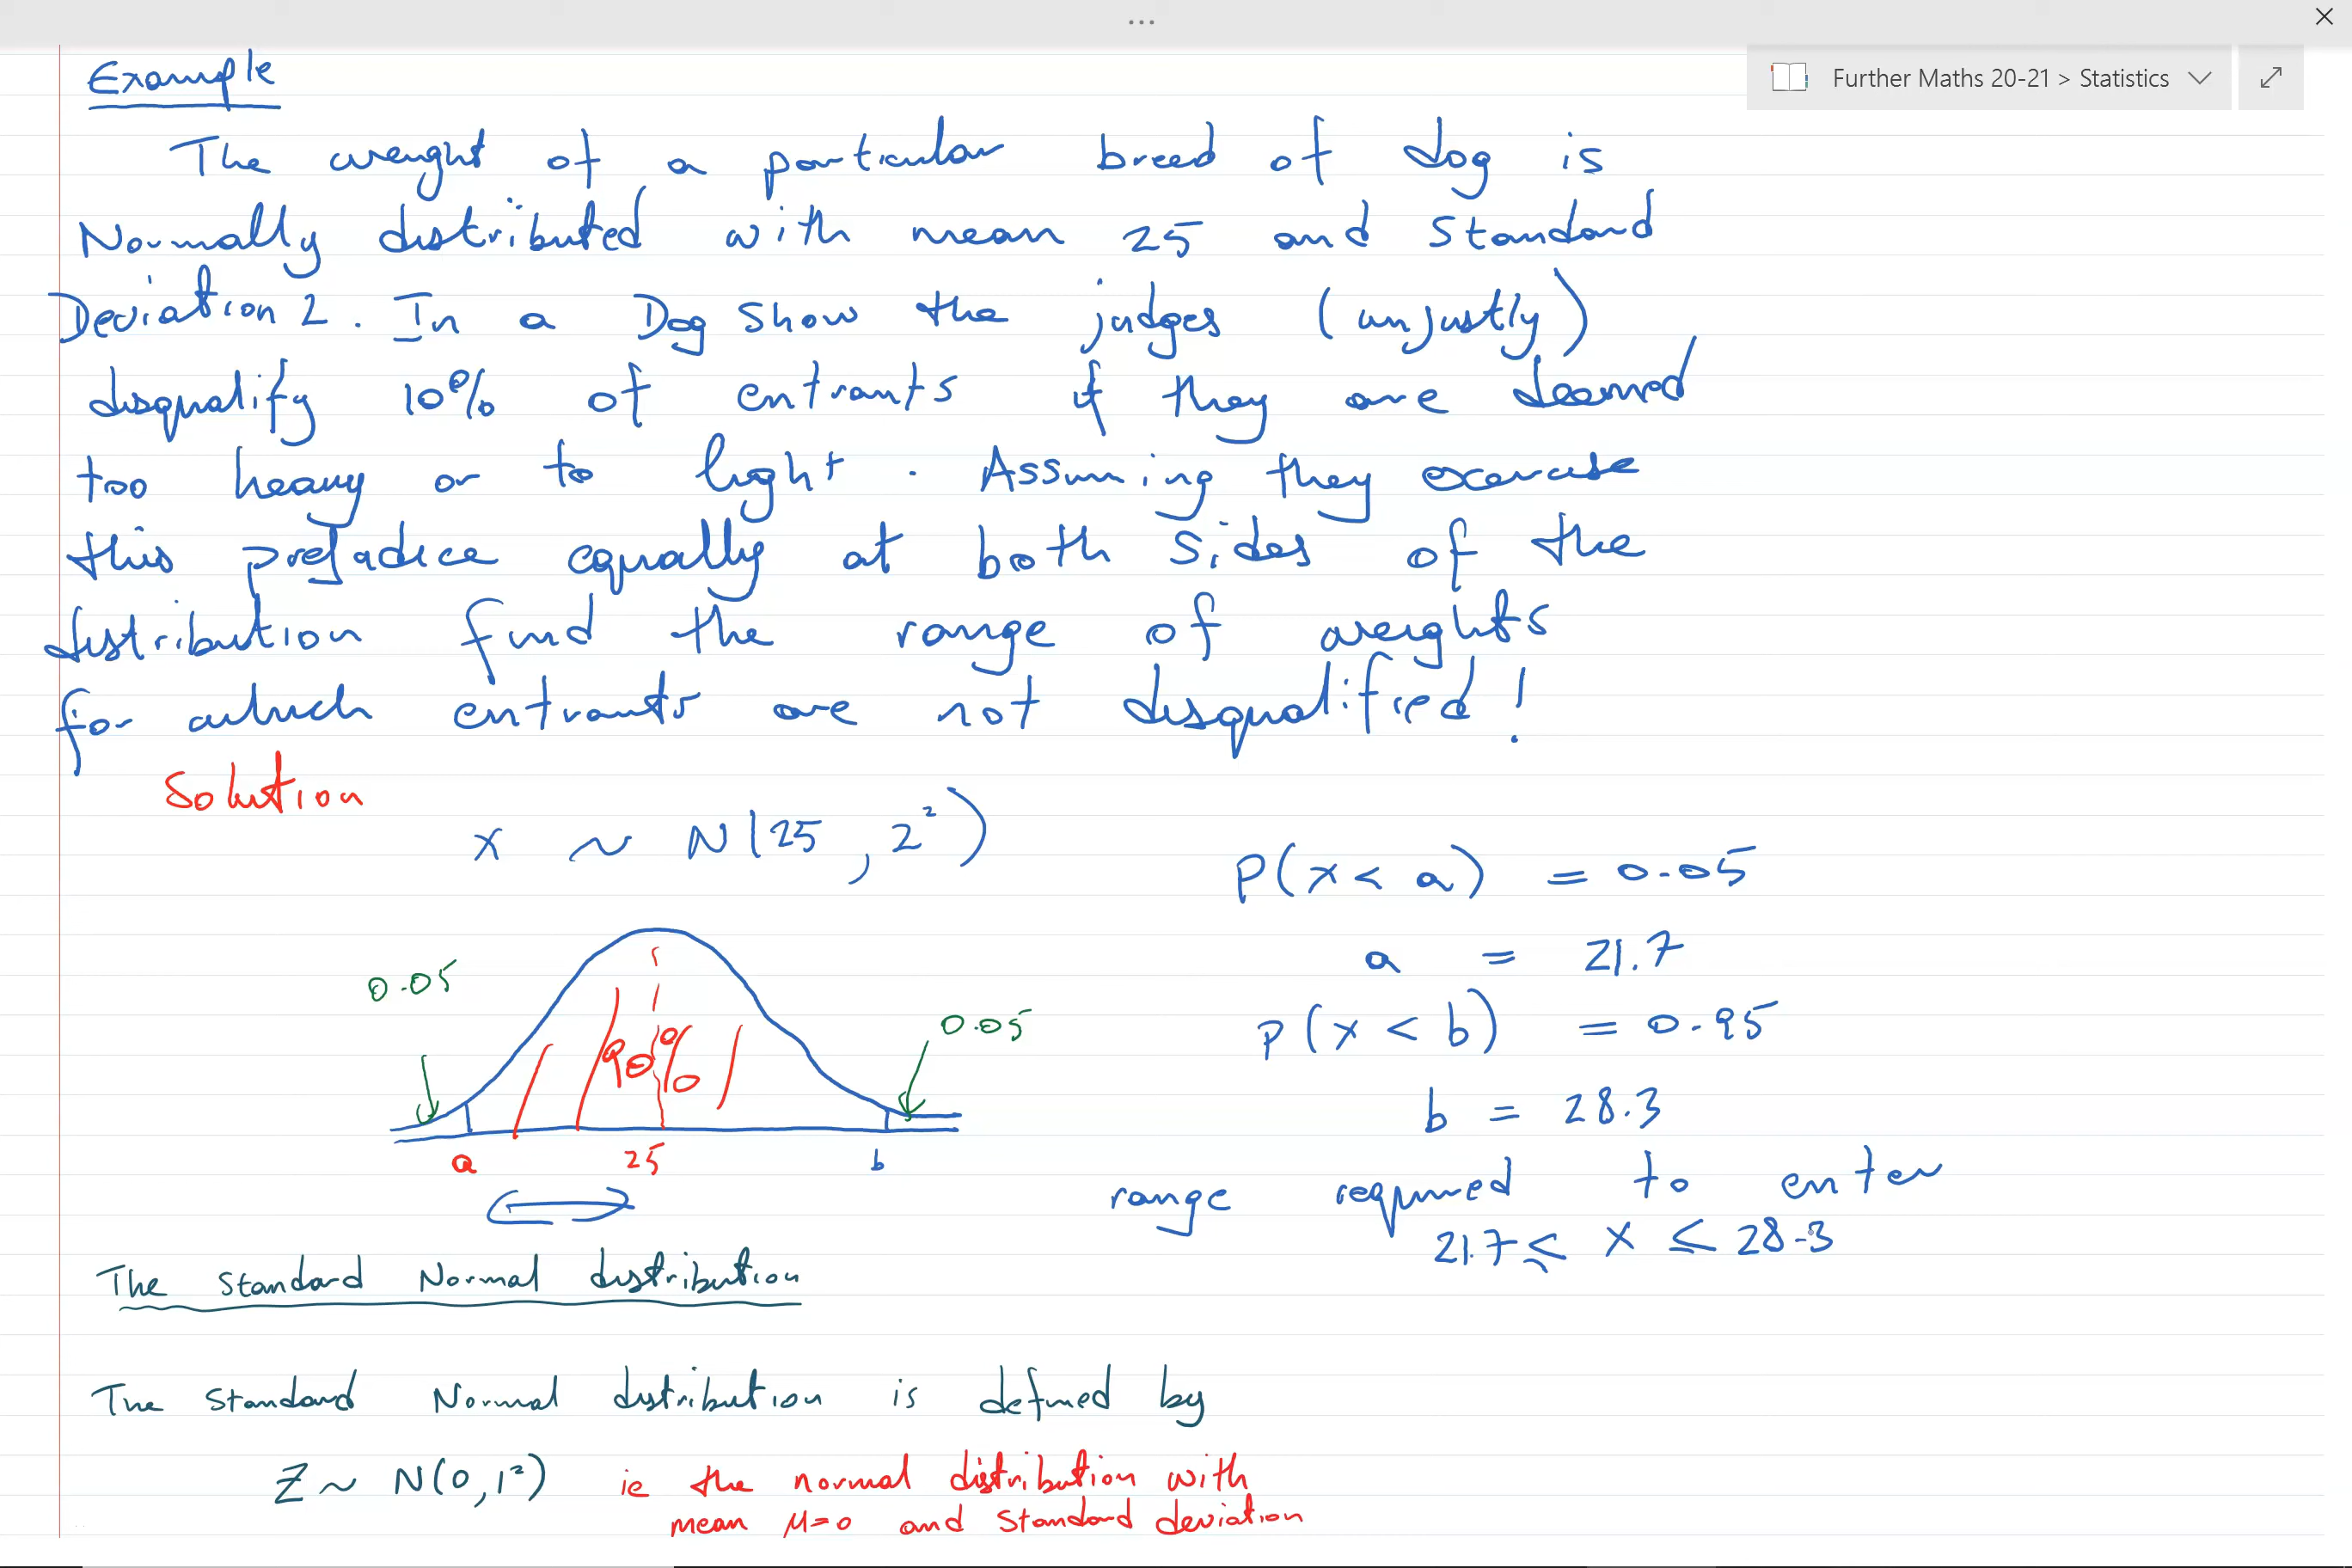 Example
Further Maths 20-21 > Statistics
The weight of a particular breed of dog is
Normally distributed with mean 25 and standard
Deviation 2. In a Dog show the judges (unjustly)
disqualify 10% of entrants if they are deemed
too heavy or to light. Assuming they exercise
this prejudice equally at both sides of the
distribution find the range of weights
for which entrants are not disqualified!
Solution
x ~ N(25, 2²)
P(x < a) = 0.05
a = 21.7
P(x < b) = 0.95
b = 28.3
range required to enter
21.7 ≤ x ≤ 28.3
0.05
0.05
90%
a 25 b
The standard Normal distribution
The standard Normal distribution is defined by
Z ~ N(0, 1²) ie the normal distribution with
mean μ=0 and standard deviation